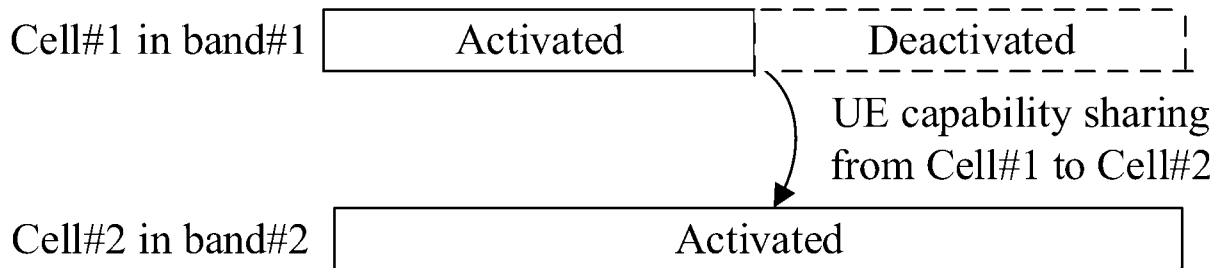 Cell#1 in band#1 Activated Deactivated
UE capability sharing
from Cell#1 to Cell#2
Cell#2 in band#2 Activated